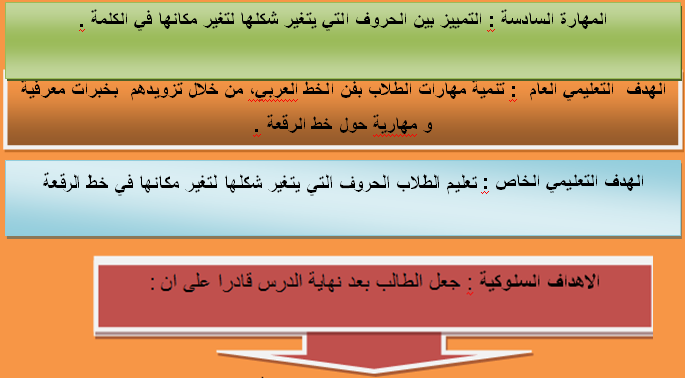 المهارة السادسة : التمييز بين الحروف التي يتغير شكلها لتغير مكانها في الكلمة .
الهدف التعليمي العام : تنمية مهارات الطلاب بفن الخط العربي، من خلال تزويدهم بخبرات معرفية
و مهارية حول خط الرقعة .
الهدف التعليمي الخاص : تعليم الطلاب الحروف التي يتغير شكلها لتغير مكانها في خط الرقعة
الاهداف السلوكية : جعل الطالب بعد نهاية الدرس قادرا على ان :